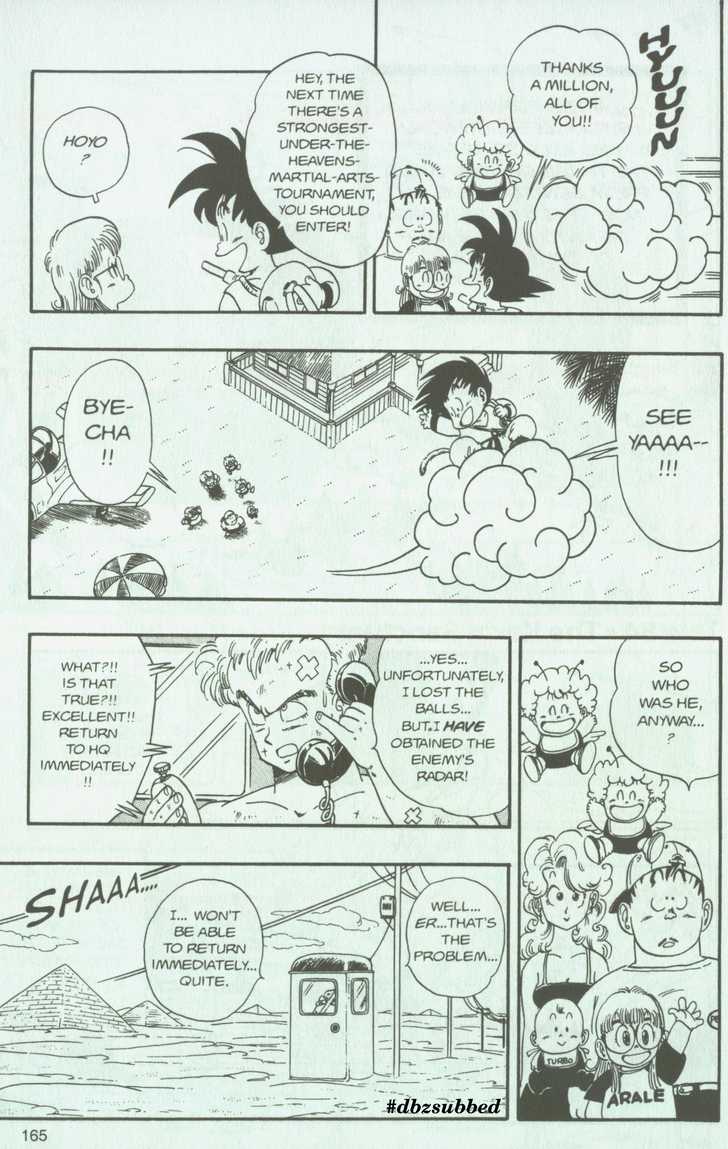 HYUUUZ
THANKS
A MILLION,
ALL OF
YOU!!
HEY, THE
NEXT TIME
THERE'S A
STRONGEST-
UNDER-THE-
HEAVENS-
MARTIAL-ARTS-
TOURNAMENT,
YOU SHOULD
ENTER!
HOYO
?
SEE
YAAAA--
!!!
BYE-
CHA
!!
SO
WHO
WAS HE,
ANYWAY...
?
TURBO
ARALE
...YES...
UNFORTUNATELY,
I LOST THE
BALLS...
BUT..I HAVE
OBTAINED THE
ENEMY'S
RADAR!
WHAT?!!
IS THAT
TRUE?!!
EXCELLENT!!
RETURN
TO HQ
IMMEDIATELY
!!
WELL...
ER...THAT'S
THE
PROBLEM...
I... WON'T
BE ABLE
TO RETURN
IMMEDIATELY...
QUITE.
SHAAA....
#dbzsubbed
165